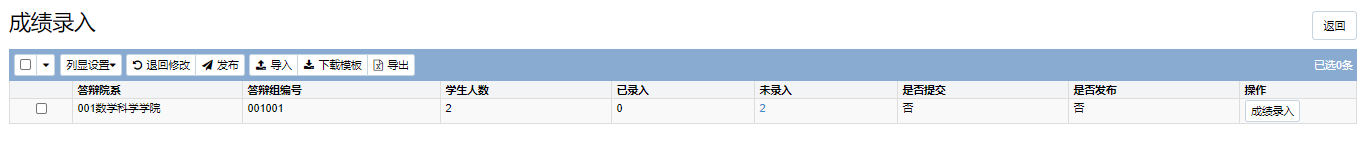 成绩录入
返回
列显设置 退回修改 发布 导入 下载模板 导出 已选0条
答辩院系 答辩组编号 学生人数 已录入 未录入 是否提交 是否发布 操作
001数学科学学院 001001 2 0 2 否 否 成绩录入